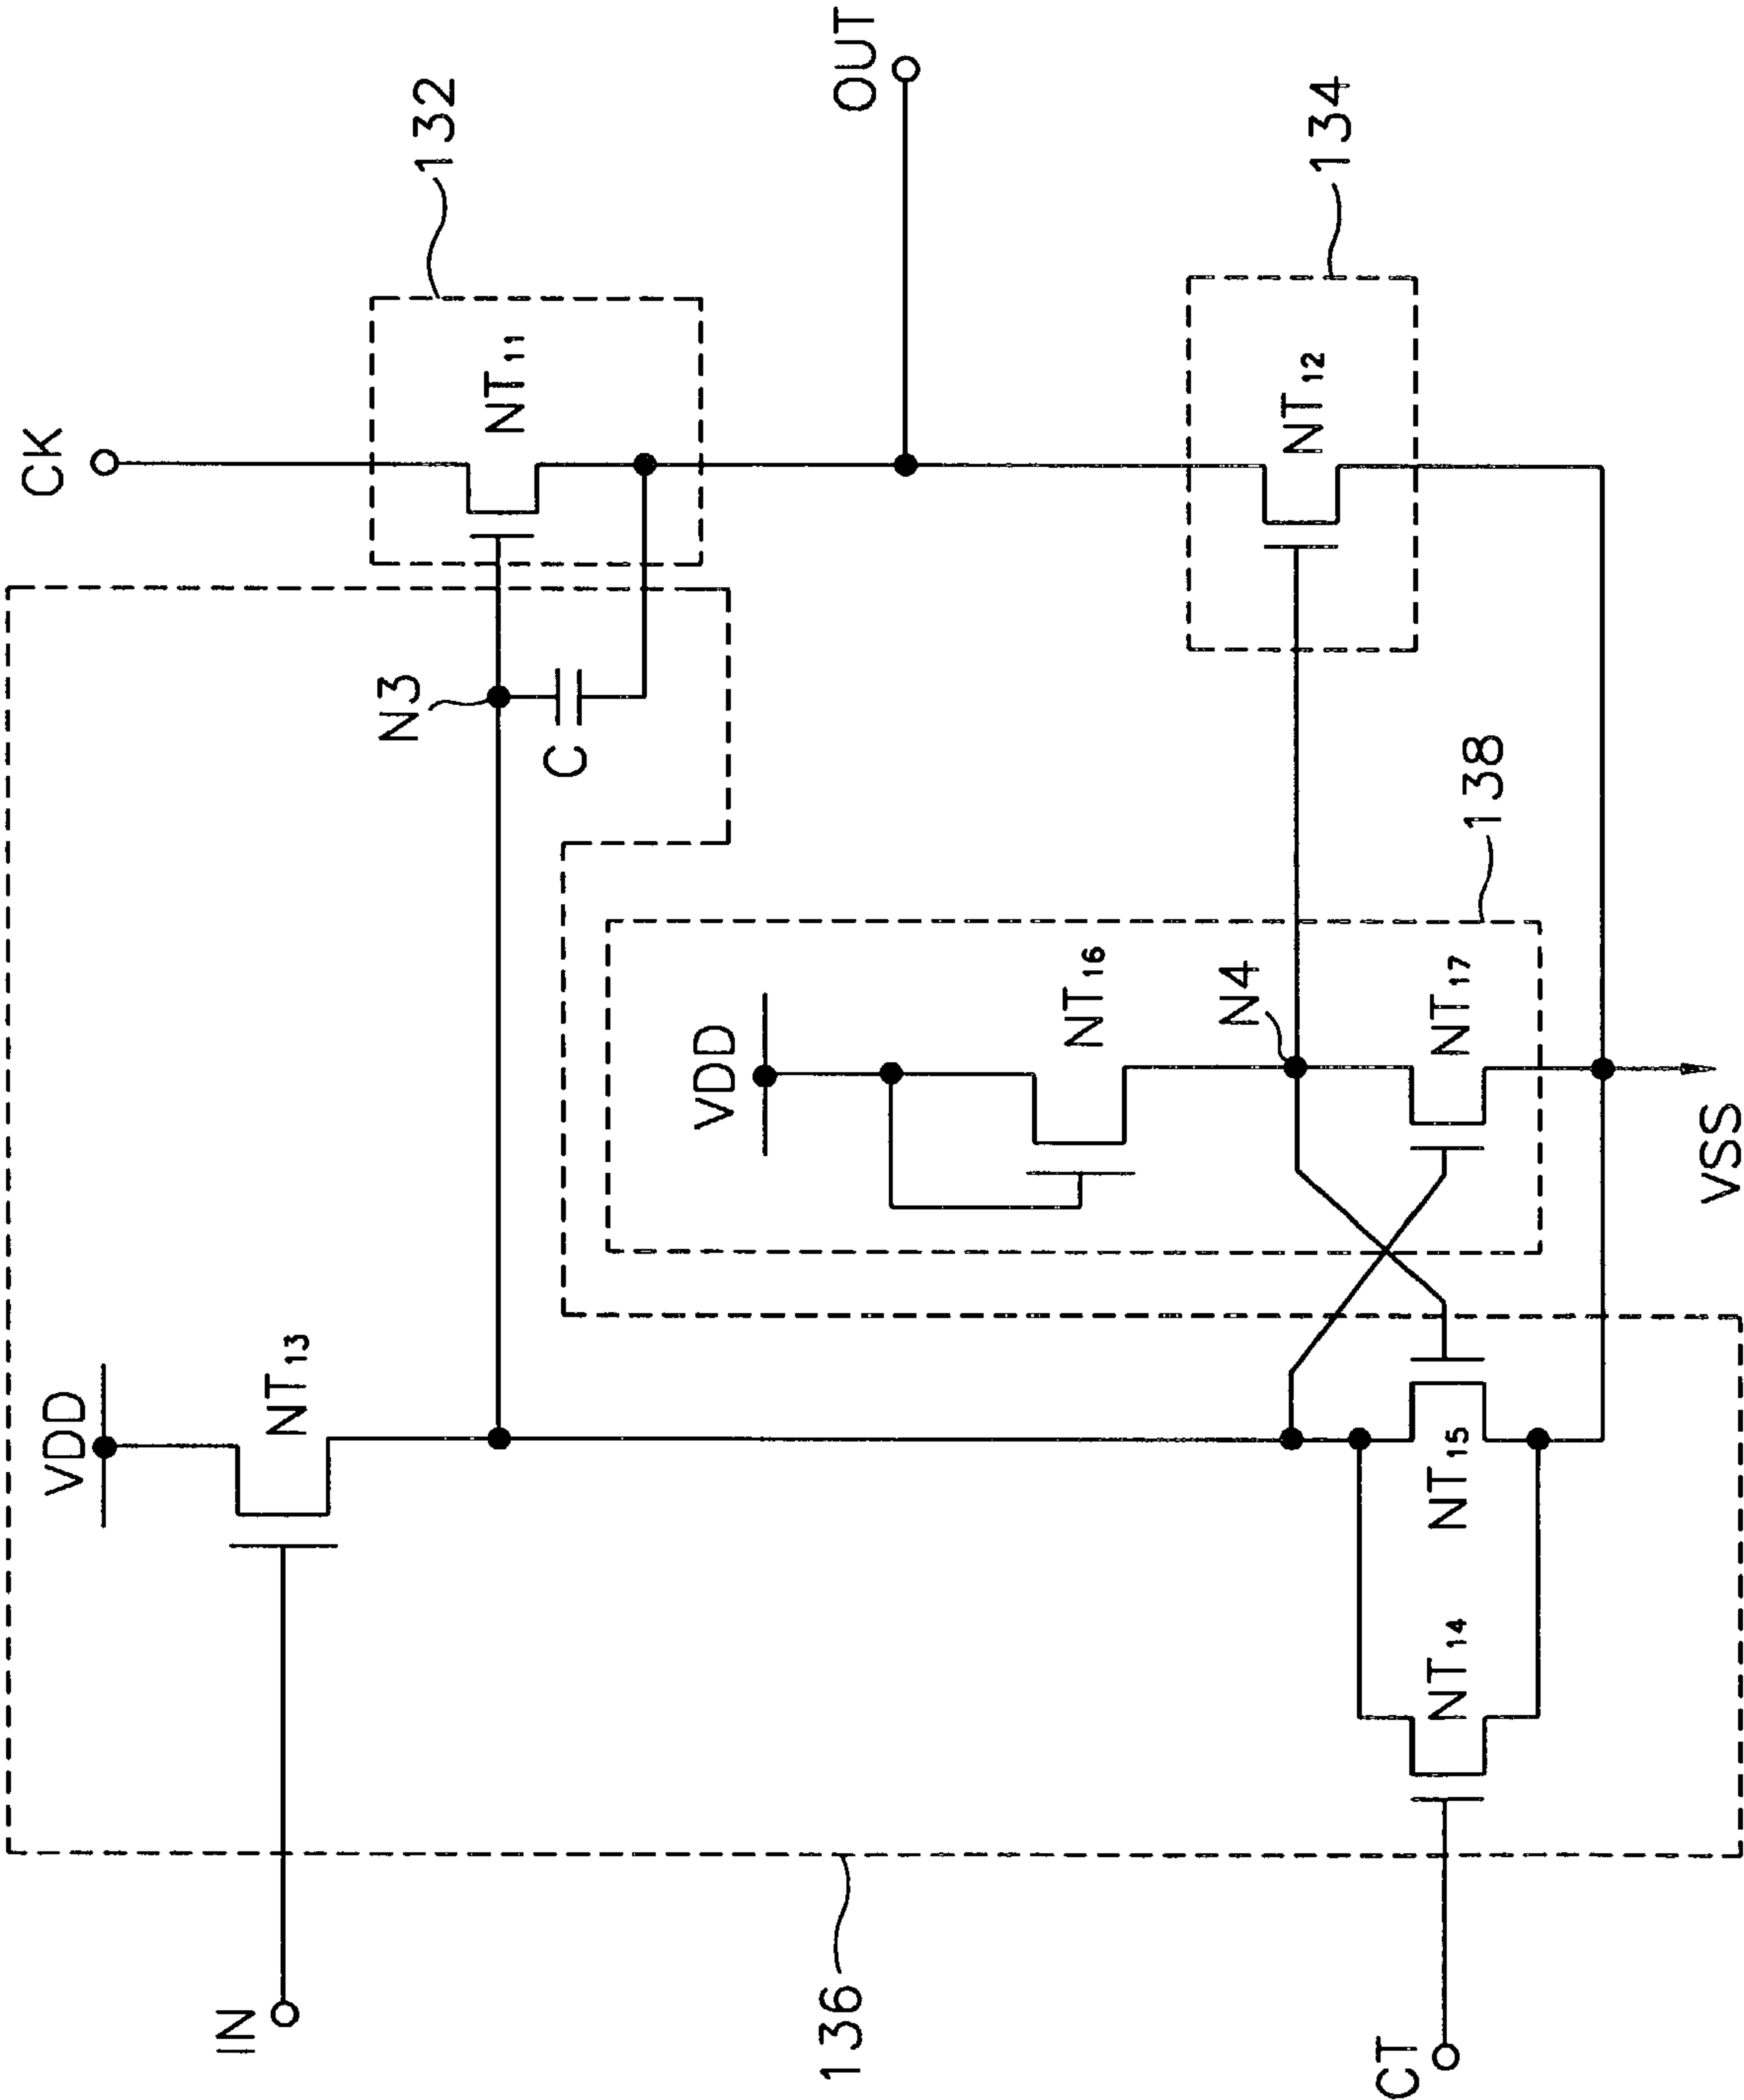 CK
132
NT11
OUT
N3
C
134
NT12
138
VDD
NT16
N4
NT17
VSS
VDD
NT13
NT15
NT14
IN
136
CT